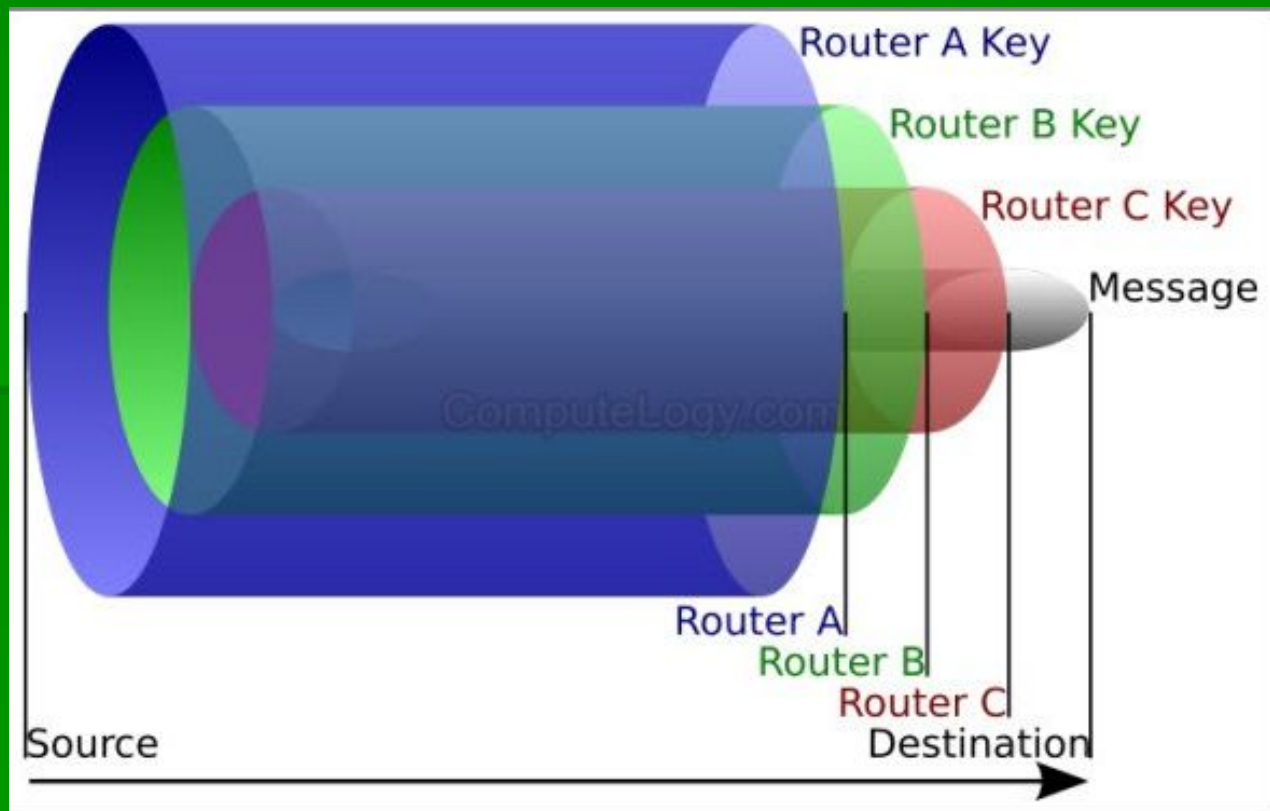 Router A Key
Router B Key
Router C Key
Message
ComputeLogy.com
Router A
Router B
Router C
Source
Destination